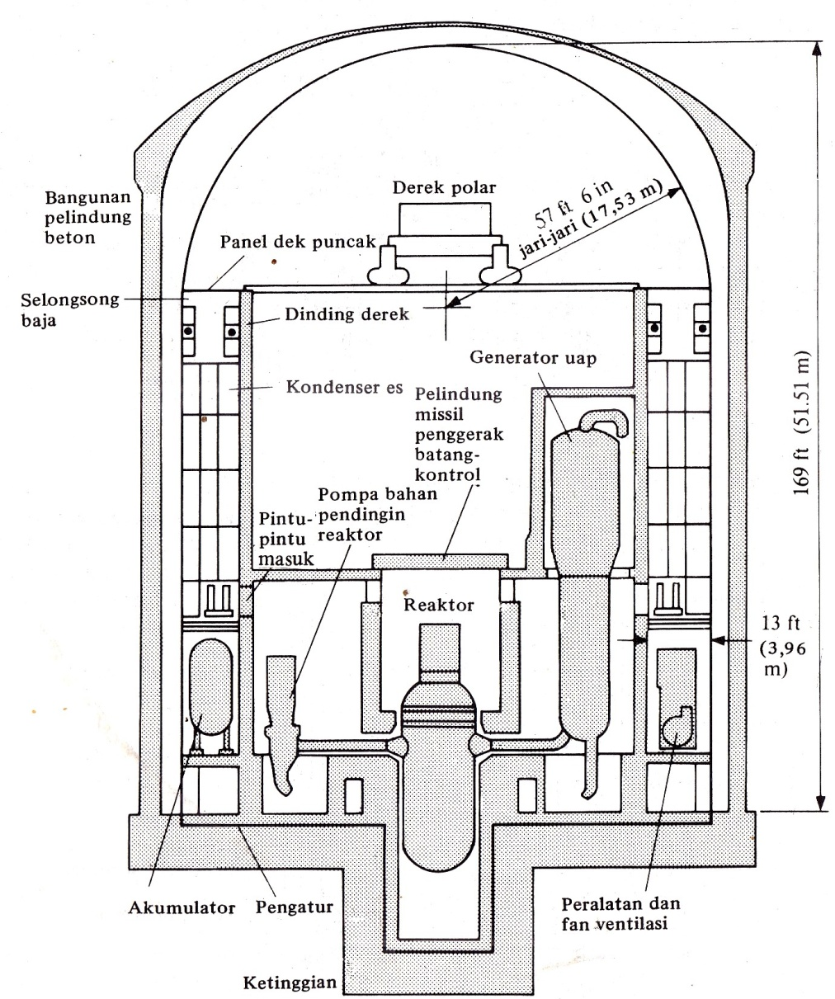 Derek polar
57 ft 6 in
jari-jari (17,53 m)
Bangunan
pelindung
beton
Panel dek puncak
Selongsong
baja
Dinding derek
Generator uap
Kondenser es
Pelindung
missil
penggerak
batang-
kontrol
169 ft (51.51 m)
Pompa bahan
pendingin
reaktor
Pintu-
pintu
masuk
Reaktor
13 ft
(3,96
m)
Akumulator
Pengatur
Peralatan dan
fan ventilasi
Ketinggian